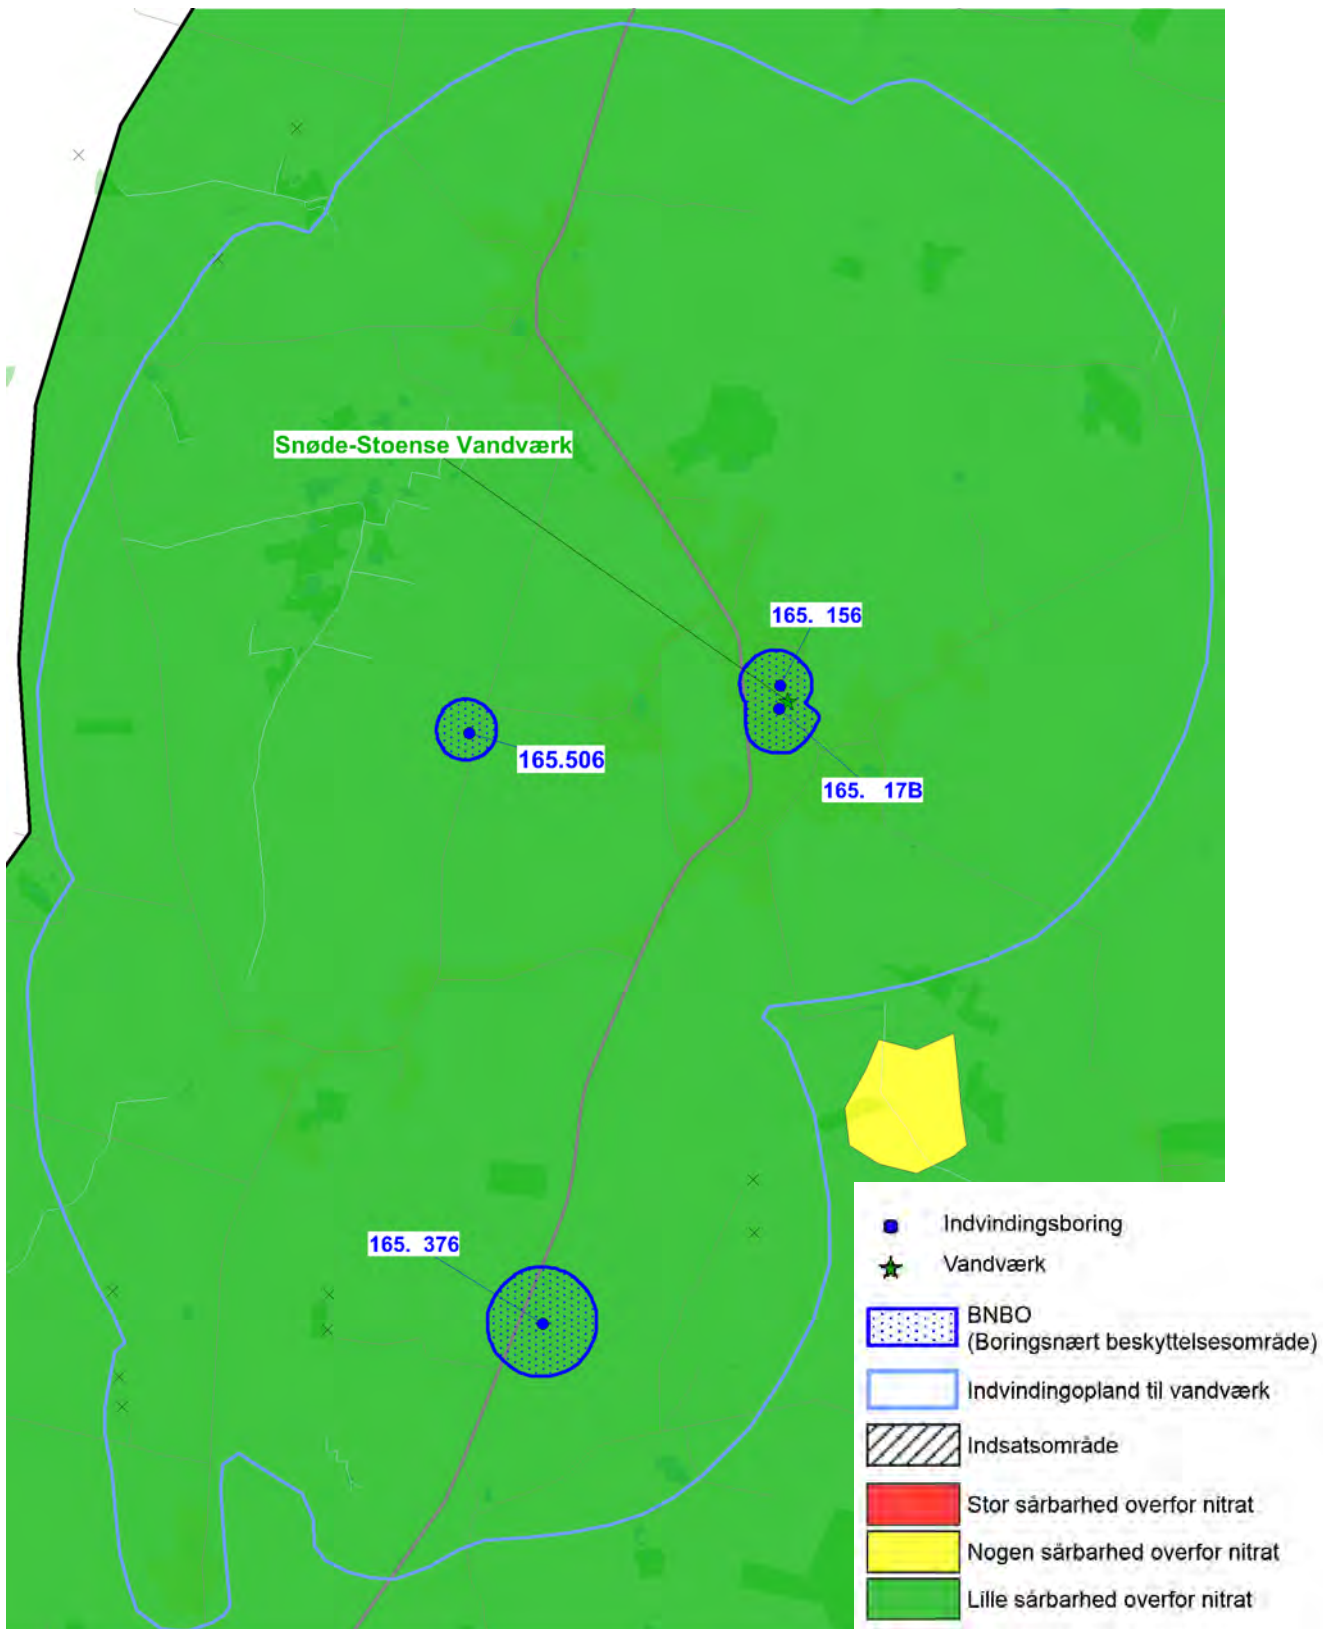 Snøde-Stoense Vandværk
165. 156
165.506
165. 17B
165. 376
Indvindingsboring
Vandværk
BNBO
(Boringsnært beskyttelsesområde)
Indvindingopland til vandværk
Indsatsområde
Stor sårbarhed overfor nitrat
Nogen sårbarhed overfor nitrat
Lille sårbarhed overfor nitrat